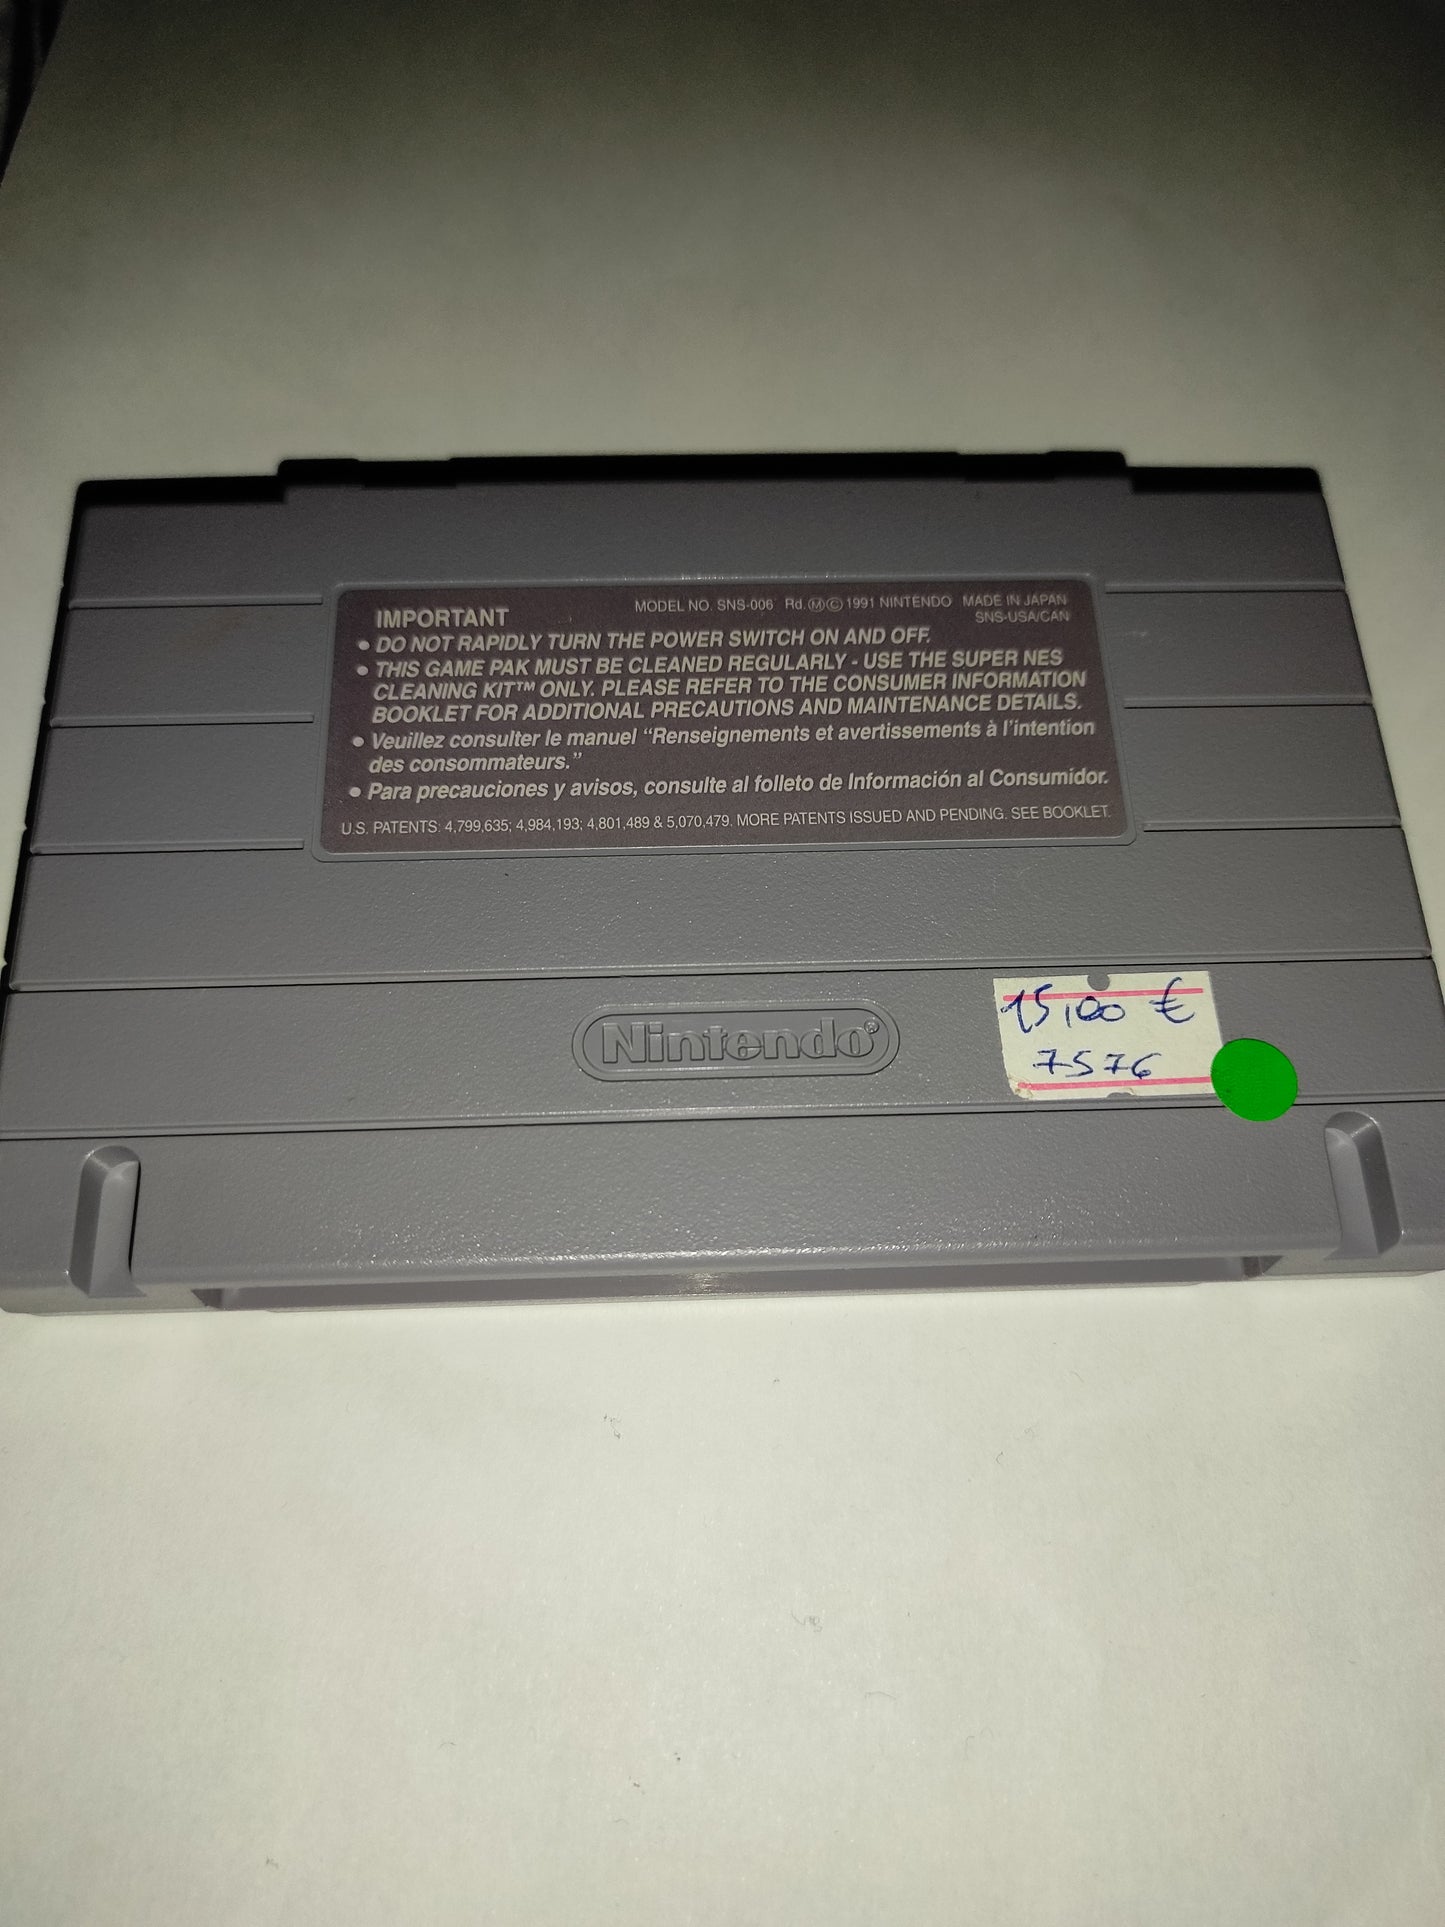 IMPORTANT MODEL NO. SNS-006 Rd.ⓂⒸ1991 NINTENDO MADE IN JAPAN
SNS-USA/CAN
• DO NOT RAPIDLY TURN THE POWER SWITCH ON AND OFF.
• THIS GAME PAK MUST BE CLEANED REGULARLY - USE THE SUPER NES
CLEANING KIT™ ONLY. PLEASE REFER TO THE CONSUMER INFORMATION
BOOKLET FOR ADDITIONAL PRECAUTIONS AND MAINTENANCE DETAILS.
• Veuillez consulter le manuel “Renseignements et avertissements à l’intention
des consommateurs.”
• Para precauciones y avisos, consulte al folleto de Información al Consumidor.
U.S. PATENTS: 4,799,635; 4,984,193; 4,801,489 & 5,070,479. MORE PATENTS ISSUED AND PENDING. SEE BOOKLET.
Nintendo®
15,00 €
7576